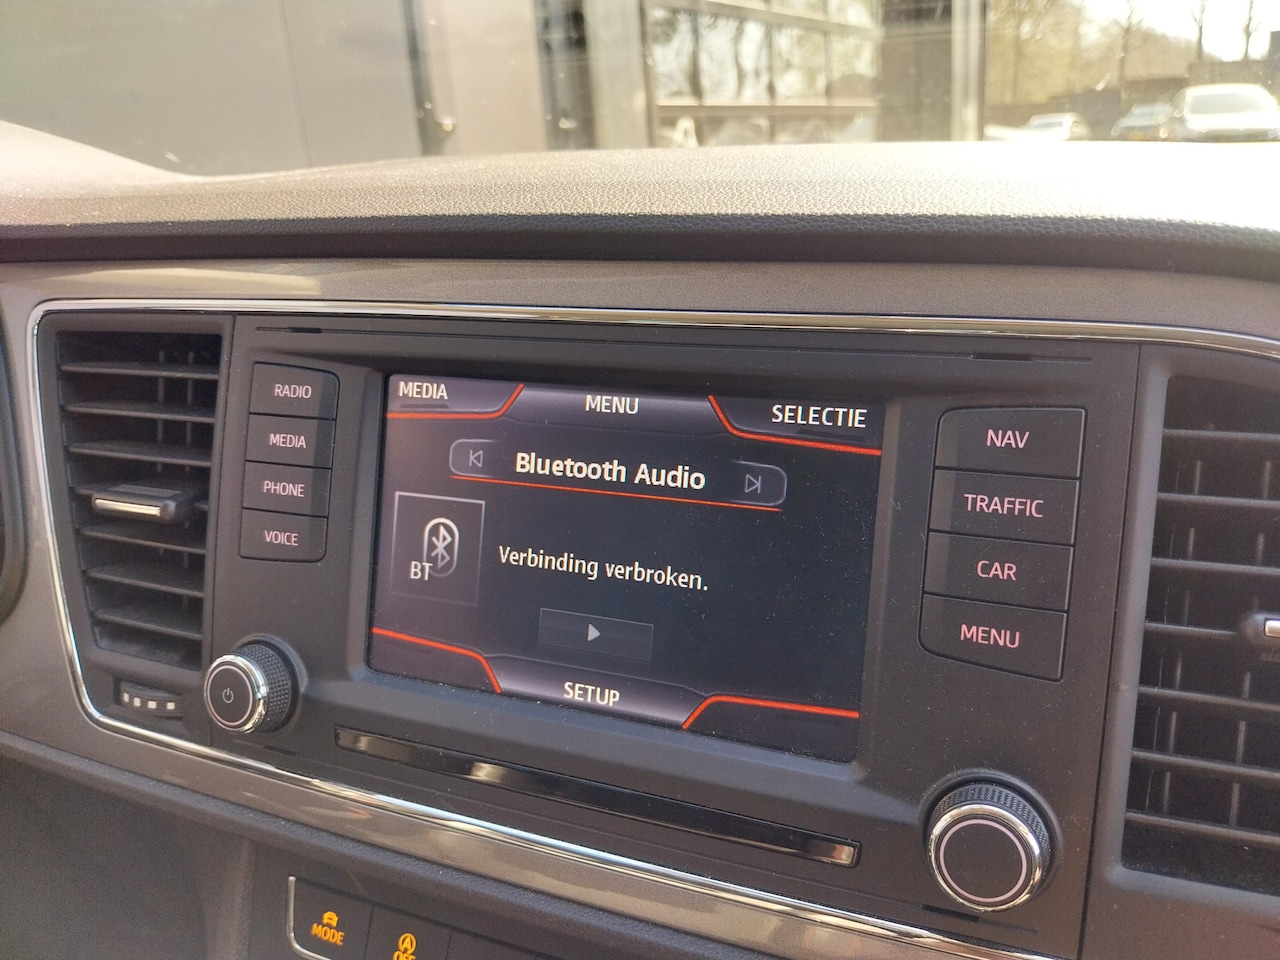 RADIO
MEDIA
PHONE
VOICE
MEDIA
MENU
SELECTIE
Bluetooth Audio
BT
Verbinding verbroken.
SETUP
NAV
TRAFFIC
CAR
MENU
MODE